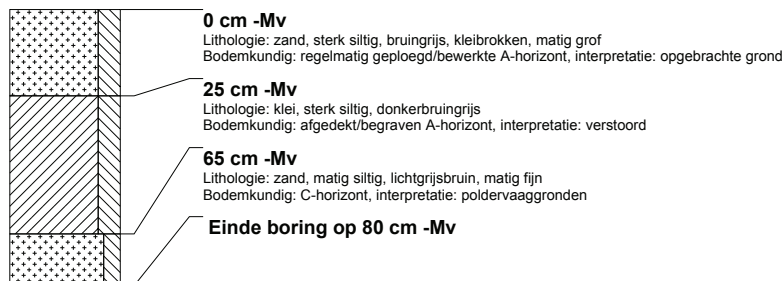 0 cm -Mv
Lithologie: zand, sterk siltig, bruingrijs, kleibrokken, matig grof
Bodemkundig: regelmatig geploegd/bewerkte A-horizont, interpretatie: opgebrachte grond
25 cm -Mv
Lithologie: klei, sterk siltig, donkerbruingrijs
Bodemkundig: afgedekt/begraven A-horizont, interpretatie: verstoord
65 cm -Mv
Lithologie: zand, matig siltig, lichtgrijsbruin, matig fijn
Bodemkundig: C-horizont, interpretatie: poldervaaggronden
Einde boring op 80 cm -Mv